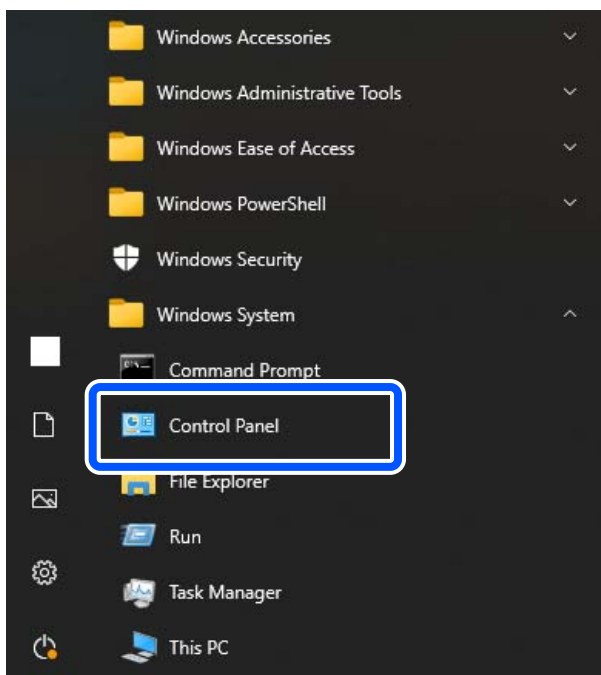 Windows Accessories
Windows Administrative Tools
Windows Ease of Access
Windows PowerShell
Windows Security
Windows System
Command Prompt
Control Panel
File Explorer
Run
Task Manager
This PC